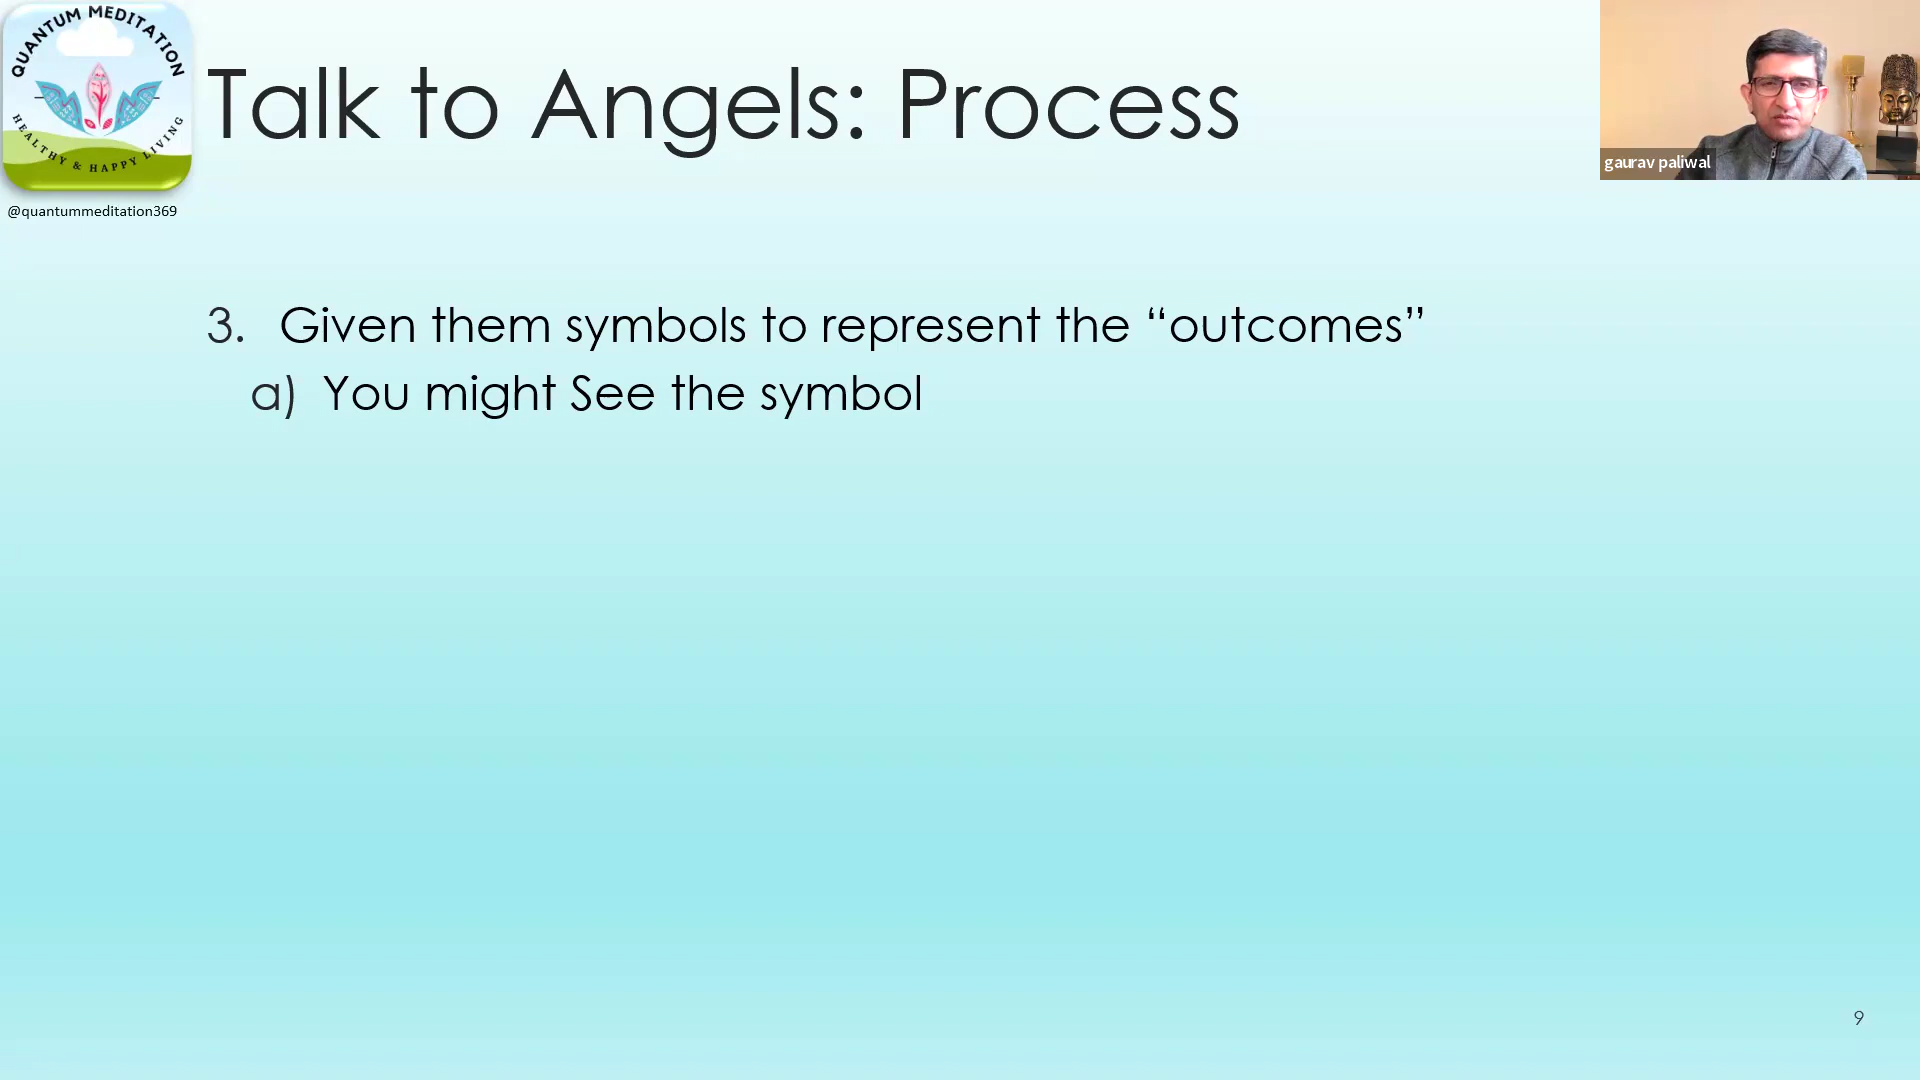 QUANTUM MEDITATION
HEALTHY & HAPPY LIVING
@quantummeditation369
Talk to Angels: Process
gaurav paliwal
3. Given them symbols to represent the “outcomes”
a) You might See the symbol
9